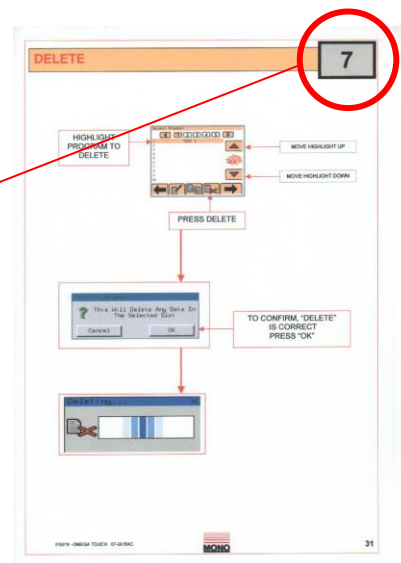 DELETE
7
HIGHLIGHT
PROGRAM TO
DELETE
MOVE HIGHLIGHT UP
MOVE HIGHLIGHT DOWN
PRESS DELETE
This Will Delete Any Data In
The Selected Slot
Cancel
OK
TO CONFIRM, "DELETE"
IS CORRECT
PRESS "OK"
Deleting...
MONO
31